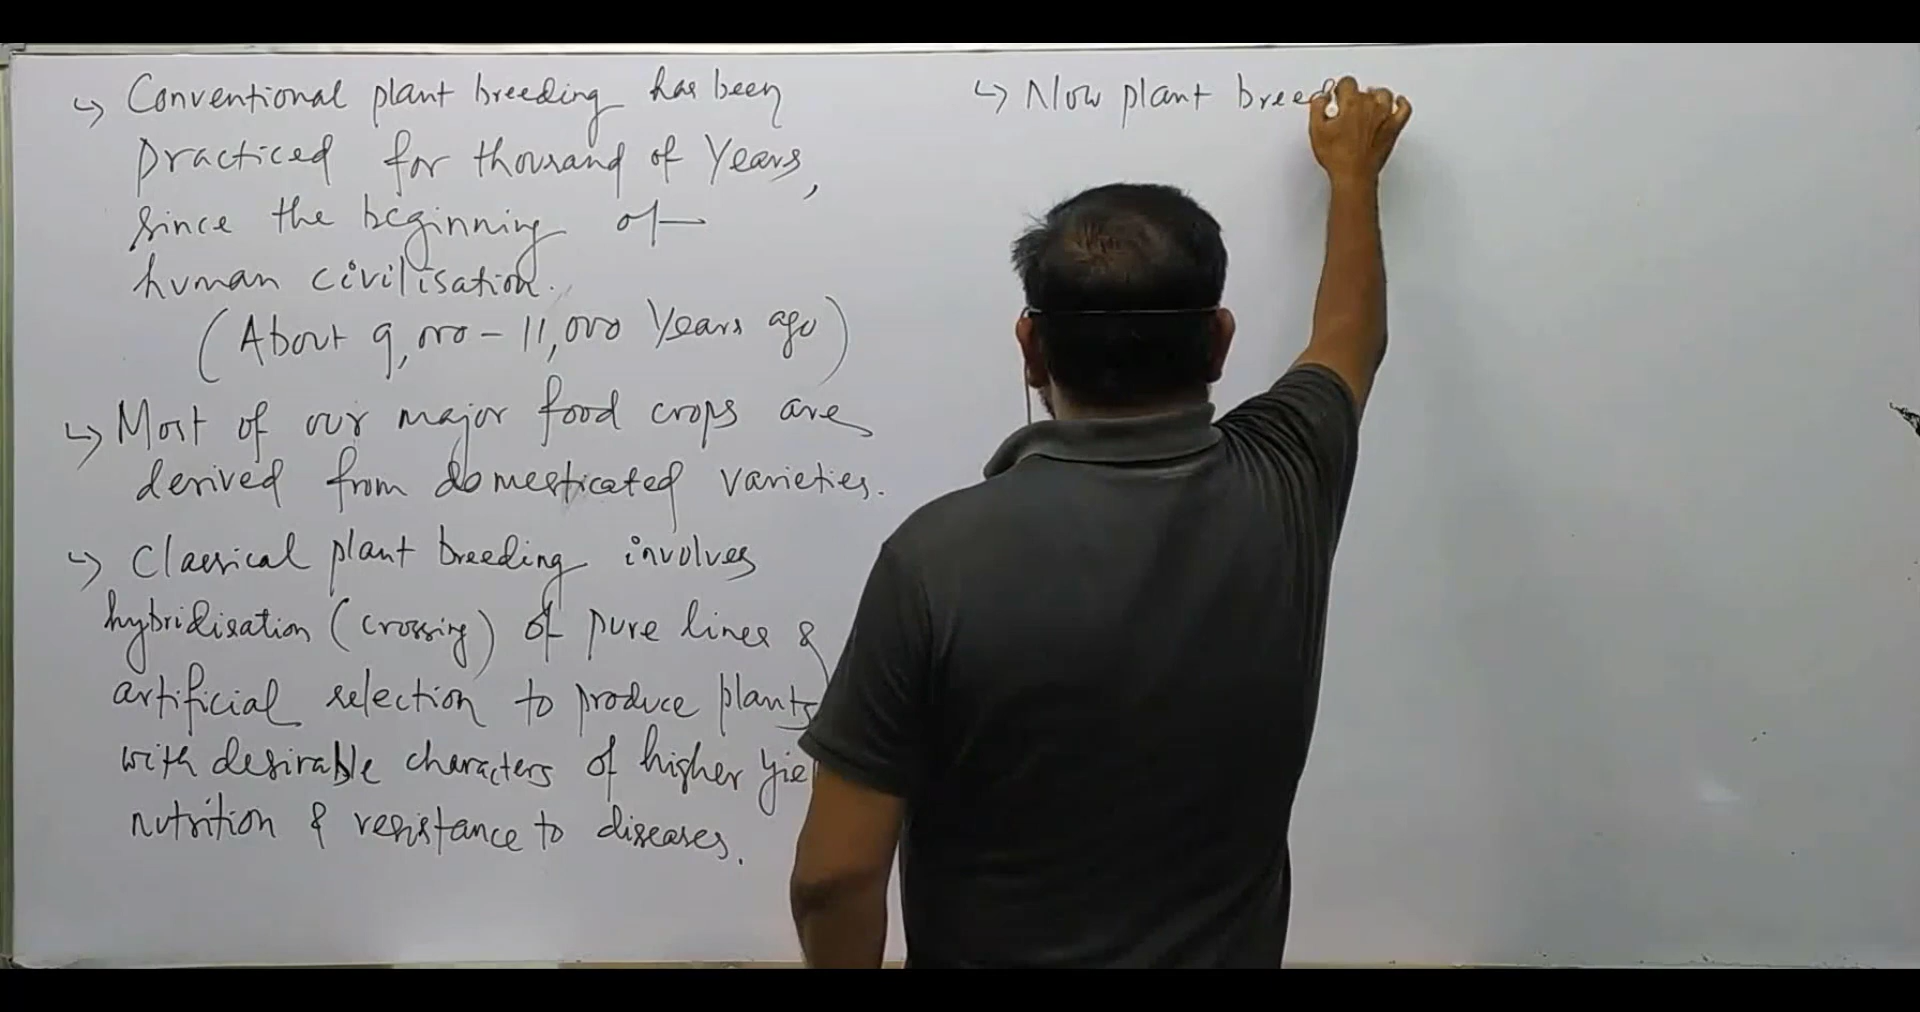 ↳ Conventional plant breeding has been
practiced for thousand of years,
since the beginning of
human civilisation.
(About 9,000 - 11,000 years ago)
↳ Most of our major food crops are
derived from domesticated varieties.
↳ Classical plant breeding involves
hybridisation (crossing) of pure lines &
artificial selection to produce plants
with desirable characters of higher yiel
nutrition & resistance to diseases.
↳ Now plant breed